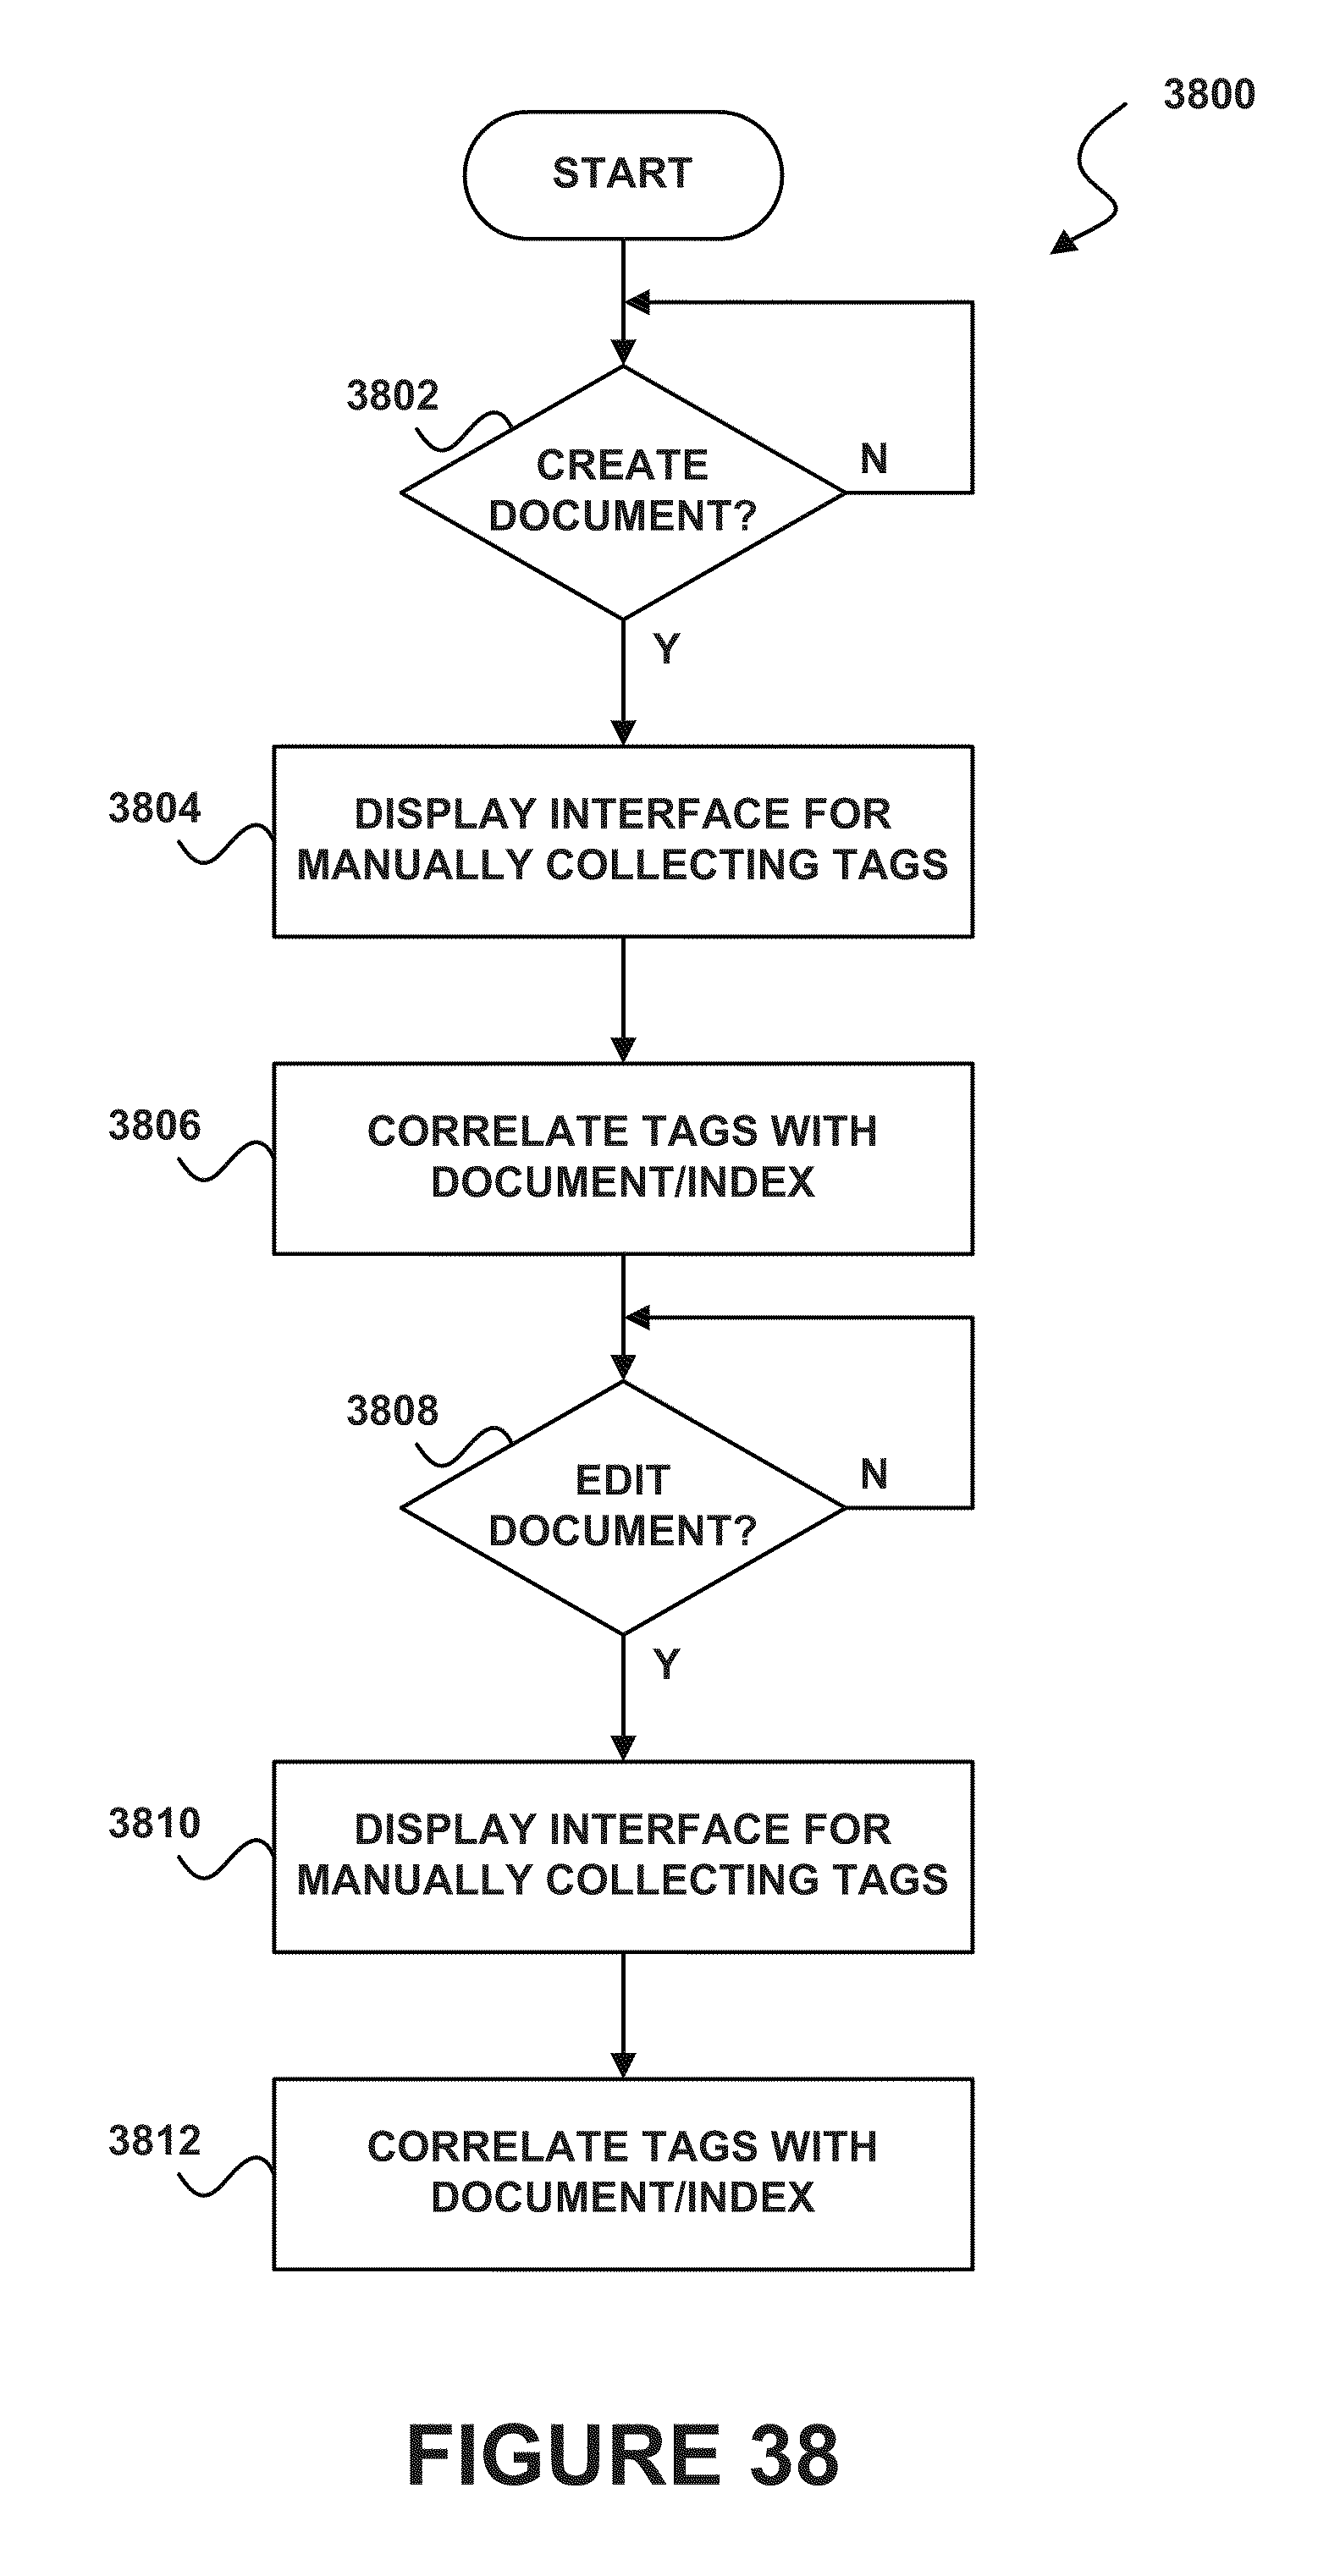 3800
START
3802
CREATE
DOCUMENT?
N
Y
3804
DISPLAY INTERFACE FOR
MANUALLY COLLECTING TAGS
3806
CORRELATE TAGS WITH
DOCUMENT/INDEX
3808
EDIT
DOCUMENT?
N
Y
3810
DISPLAY INTERFACE FOR
MANUALLY COLLECTING TAGS
3812
CORRELATE TAGS WITH
DOCUMENT/INDEX
FIGURE 38